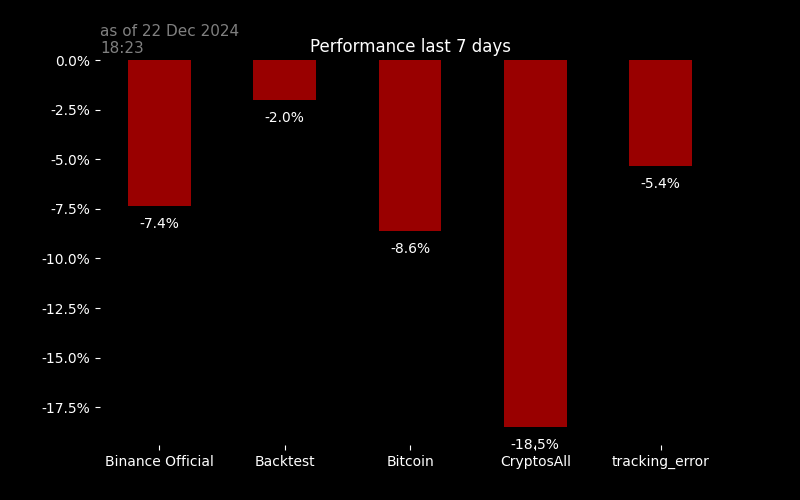 as of 22 Dec 2024
18:23
Performance last 7 days
0.0%
-2.5%
-5.0%
-7.5%
-10.0%
-12.5%
-15.0%
-17.5%
-7.4%
-2.0%
-8.6%
-18.5%
-5.4%
Binance Official
Backtest
Bitcoin
CryptosAll
tracking_error